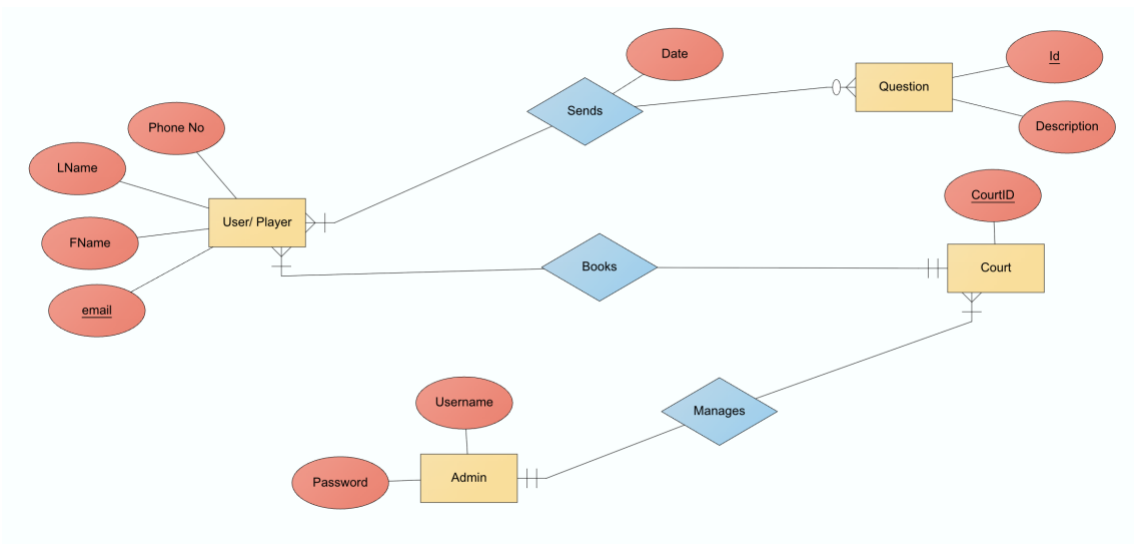 Date
Id
Sends
Question
Phone No
Description
LName
CourtID
User/ Player
FName
Books
Court
email
Username
Manages
Admin
Password